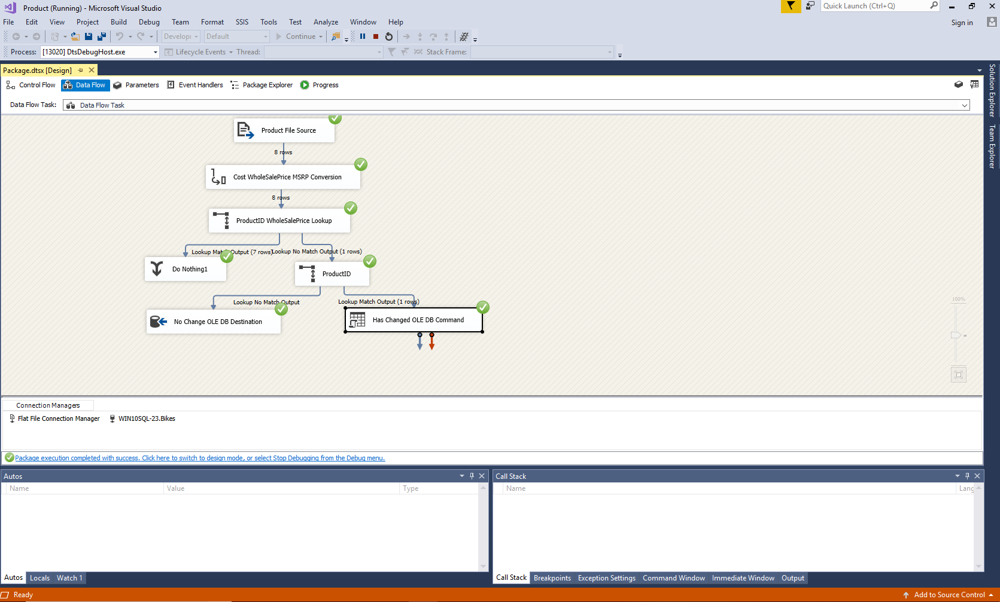 Product (Running) - Microsoft Visual Studio
Quick Launch (Ctrl+Q)
File Edit View Project Build Debug Team Format SSIS Tools Test Analyze Window Help
Sign in
Developi Default Continue
Process: [13020] DtsDebugHost.exe Lifecycle Events Thread: Stack Frame:
Package.dtsx [Design]
Control Flow Data Flow Parameters Event Handlers Package Explorer Progress
Data Flow Task: Data Flow Task
Solution Explorer
Team Explorer
Product File Source
8 rows
Cost WholeSalePrice MSRP Conversion
8 rows
ProductID WholeSalePrice Lookup
Lookup Match Output (7 rows) Lookup No Match Output (1 rows)
Do Nothing1
ProductID
Lookup No Match Output
Lookup Match Output (1 rows)
No Change OLE DB Destination
Has Changed OLE DB Command
100%
Connection Managers
Flat File Connection Manager WIN10SQL-23.Bikes
Package execution completed with success. Click here to switch to design mode, or select Stop Debugging from the Debug menu.
Autos
Name Value Type
Call Stack
Name Lang
Autos Locals Watch 1
Call Stack Breakpoints Exception Settings Command Window Immediate Window Output
Ready
Add to Source Control